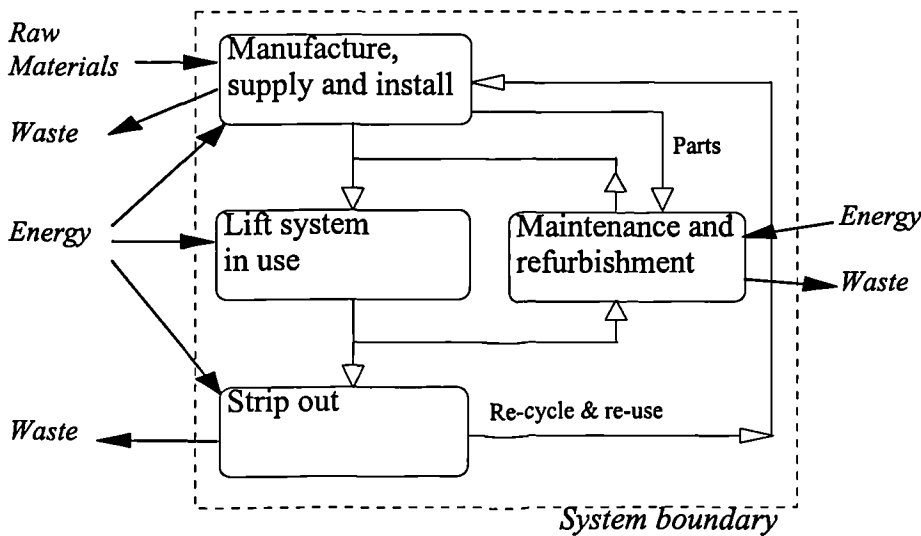 Raw
Materials
Manufacture,
supply and install
Waste
Parts
Energy
Lift system
in use
Maintenance and
refurbishment
Energy
Waste
Strip out
Re-cycle & re-use
Waste
System boundary